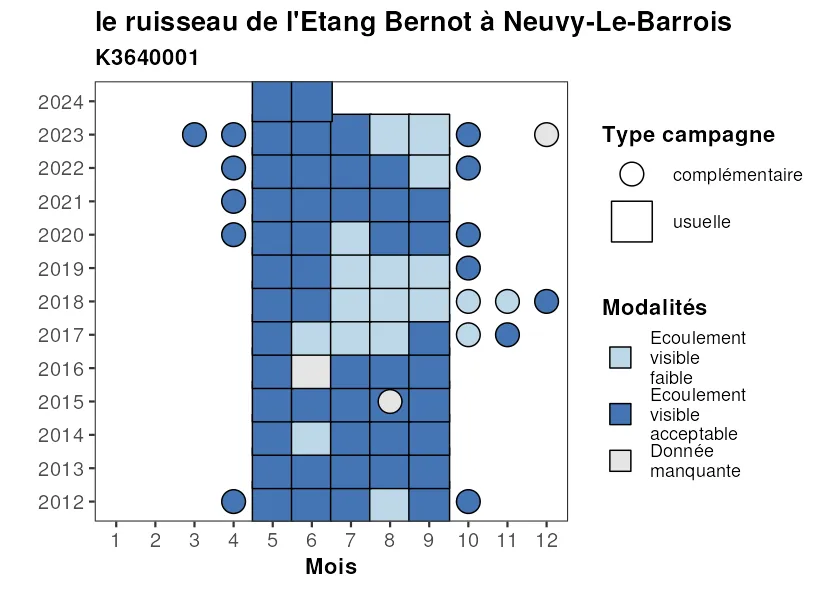 le ruisseau de l'Etang Bernot à Neuvy-Le-Barrois
K3640001
2024
2023
2022
2021
2020
2019
2018
2017
2016
2015
2014
2013
2012
1 2 3 4 5 6 7 8 9 10 11 12
Mois
Type campagne
complémentaire
usuelle
Modalités
Ecoulement
visible
faible
Ecoulement
visible
acceptable
Donnée
manquante